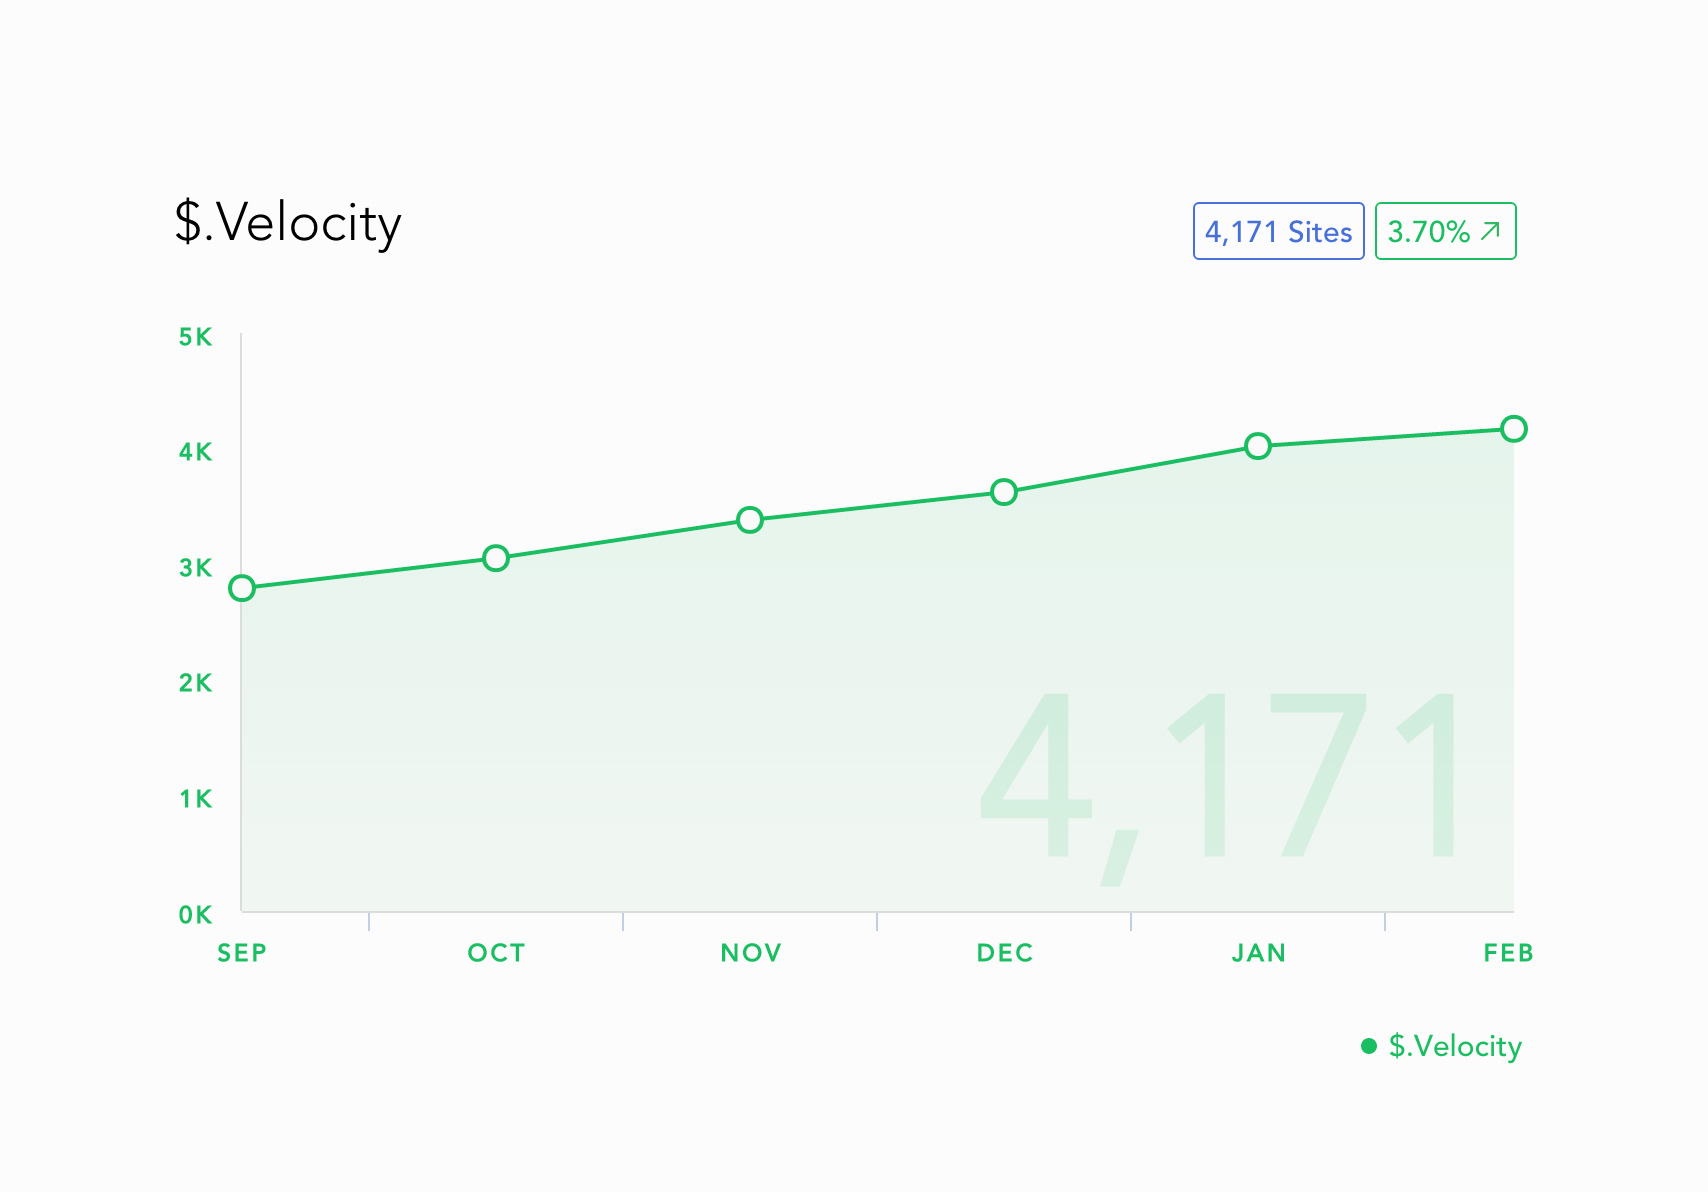 $.Velocity
4,171 Sites
3.70%
5K
4K
3K
2K
1K
0K
4,171
SEP OCT NOV DEC JAN FEB
$.Velocity